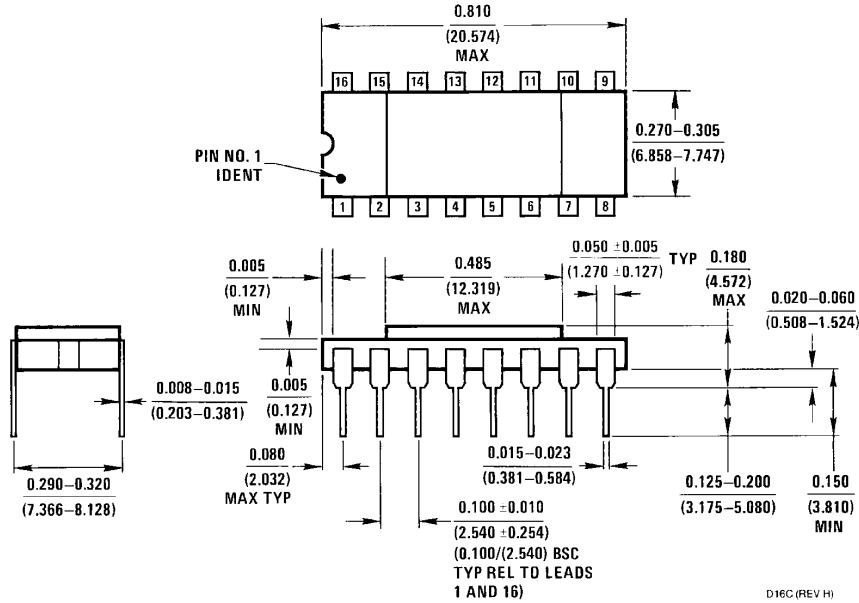 0.810
(20.574)
MAX
16 15 14 13 12 11 10 9
0.270–0.305
(6.858–7.747)
PIN NO. 1
IDENT
1 2 3 4 5 6 7 8
0.005
(0.127)
MIN
0.485
(12.319)
MAX
0.050 ±0.005
(1.270 ±0.127)
TYP
0.180
(4.572)
MAX
0.020–0.060
(0.508–1.524)
0.008–0.015
(0.203–0.381)
0.005
(0.127)
MIN
0.080
(2.032)
MAX TYP
0.015–0.023
(0.381–0.584)
0.290–0.320
(7.366–8.128)
0.125–0.200
(3.175–5.080)
0.150
(3.810)
MIN
0.100 ±0.010
(2.540 ±0.254)
(0.100/(2.540) BSC
TYP REL TO LEADS
1 AND 16)
D16C (REV H)